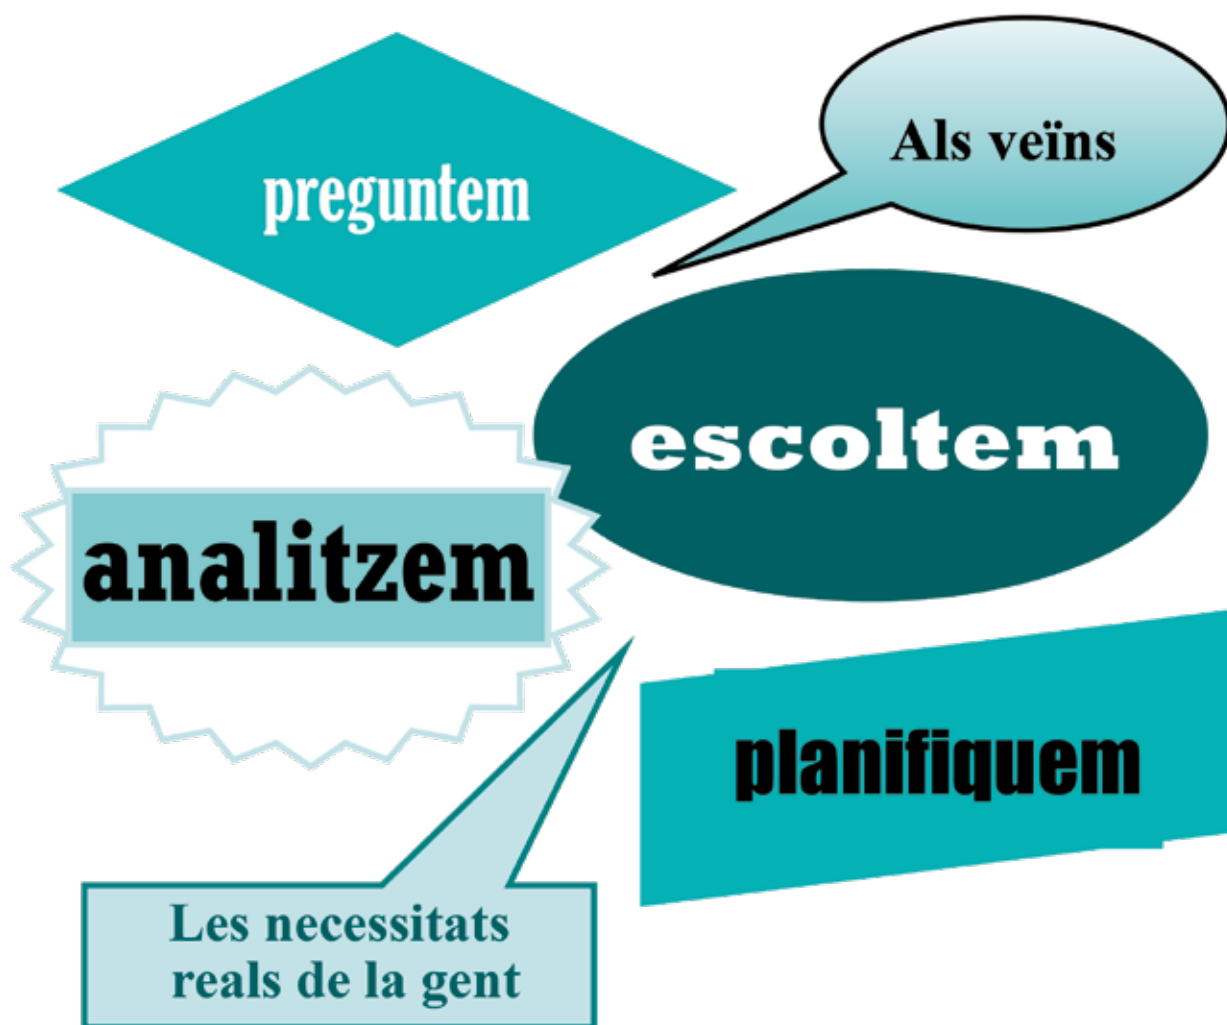 preguntem
Als veïns
escoltem
analitzem
planifiquem
Les necessitats
reals de la gent